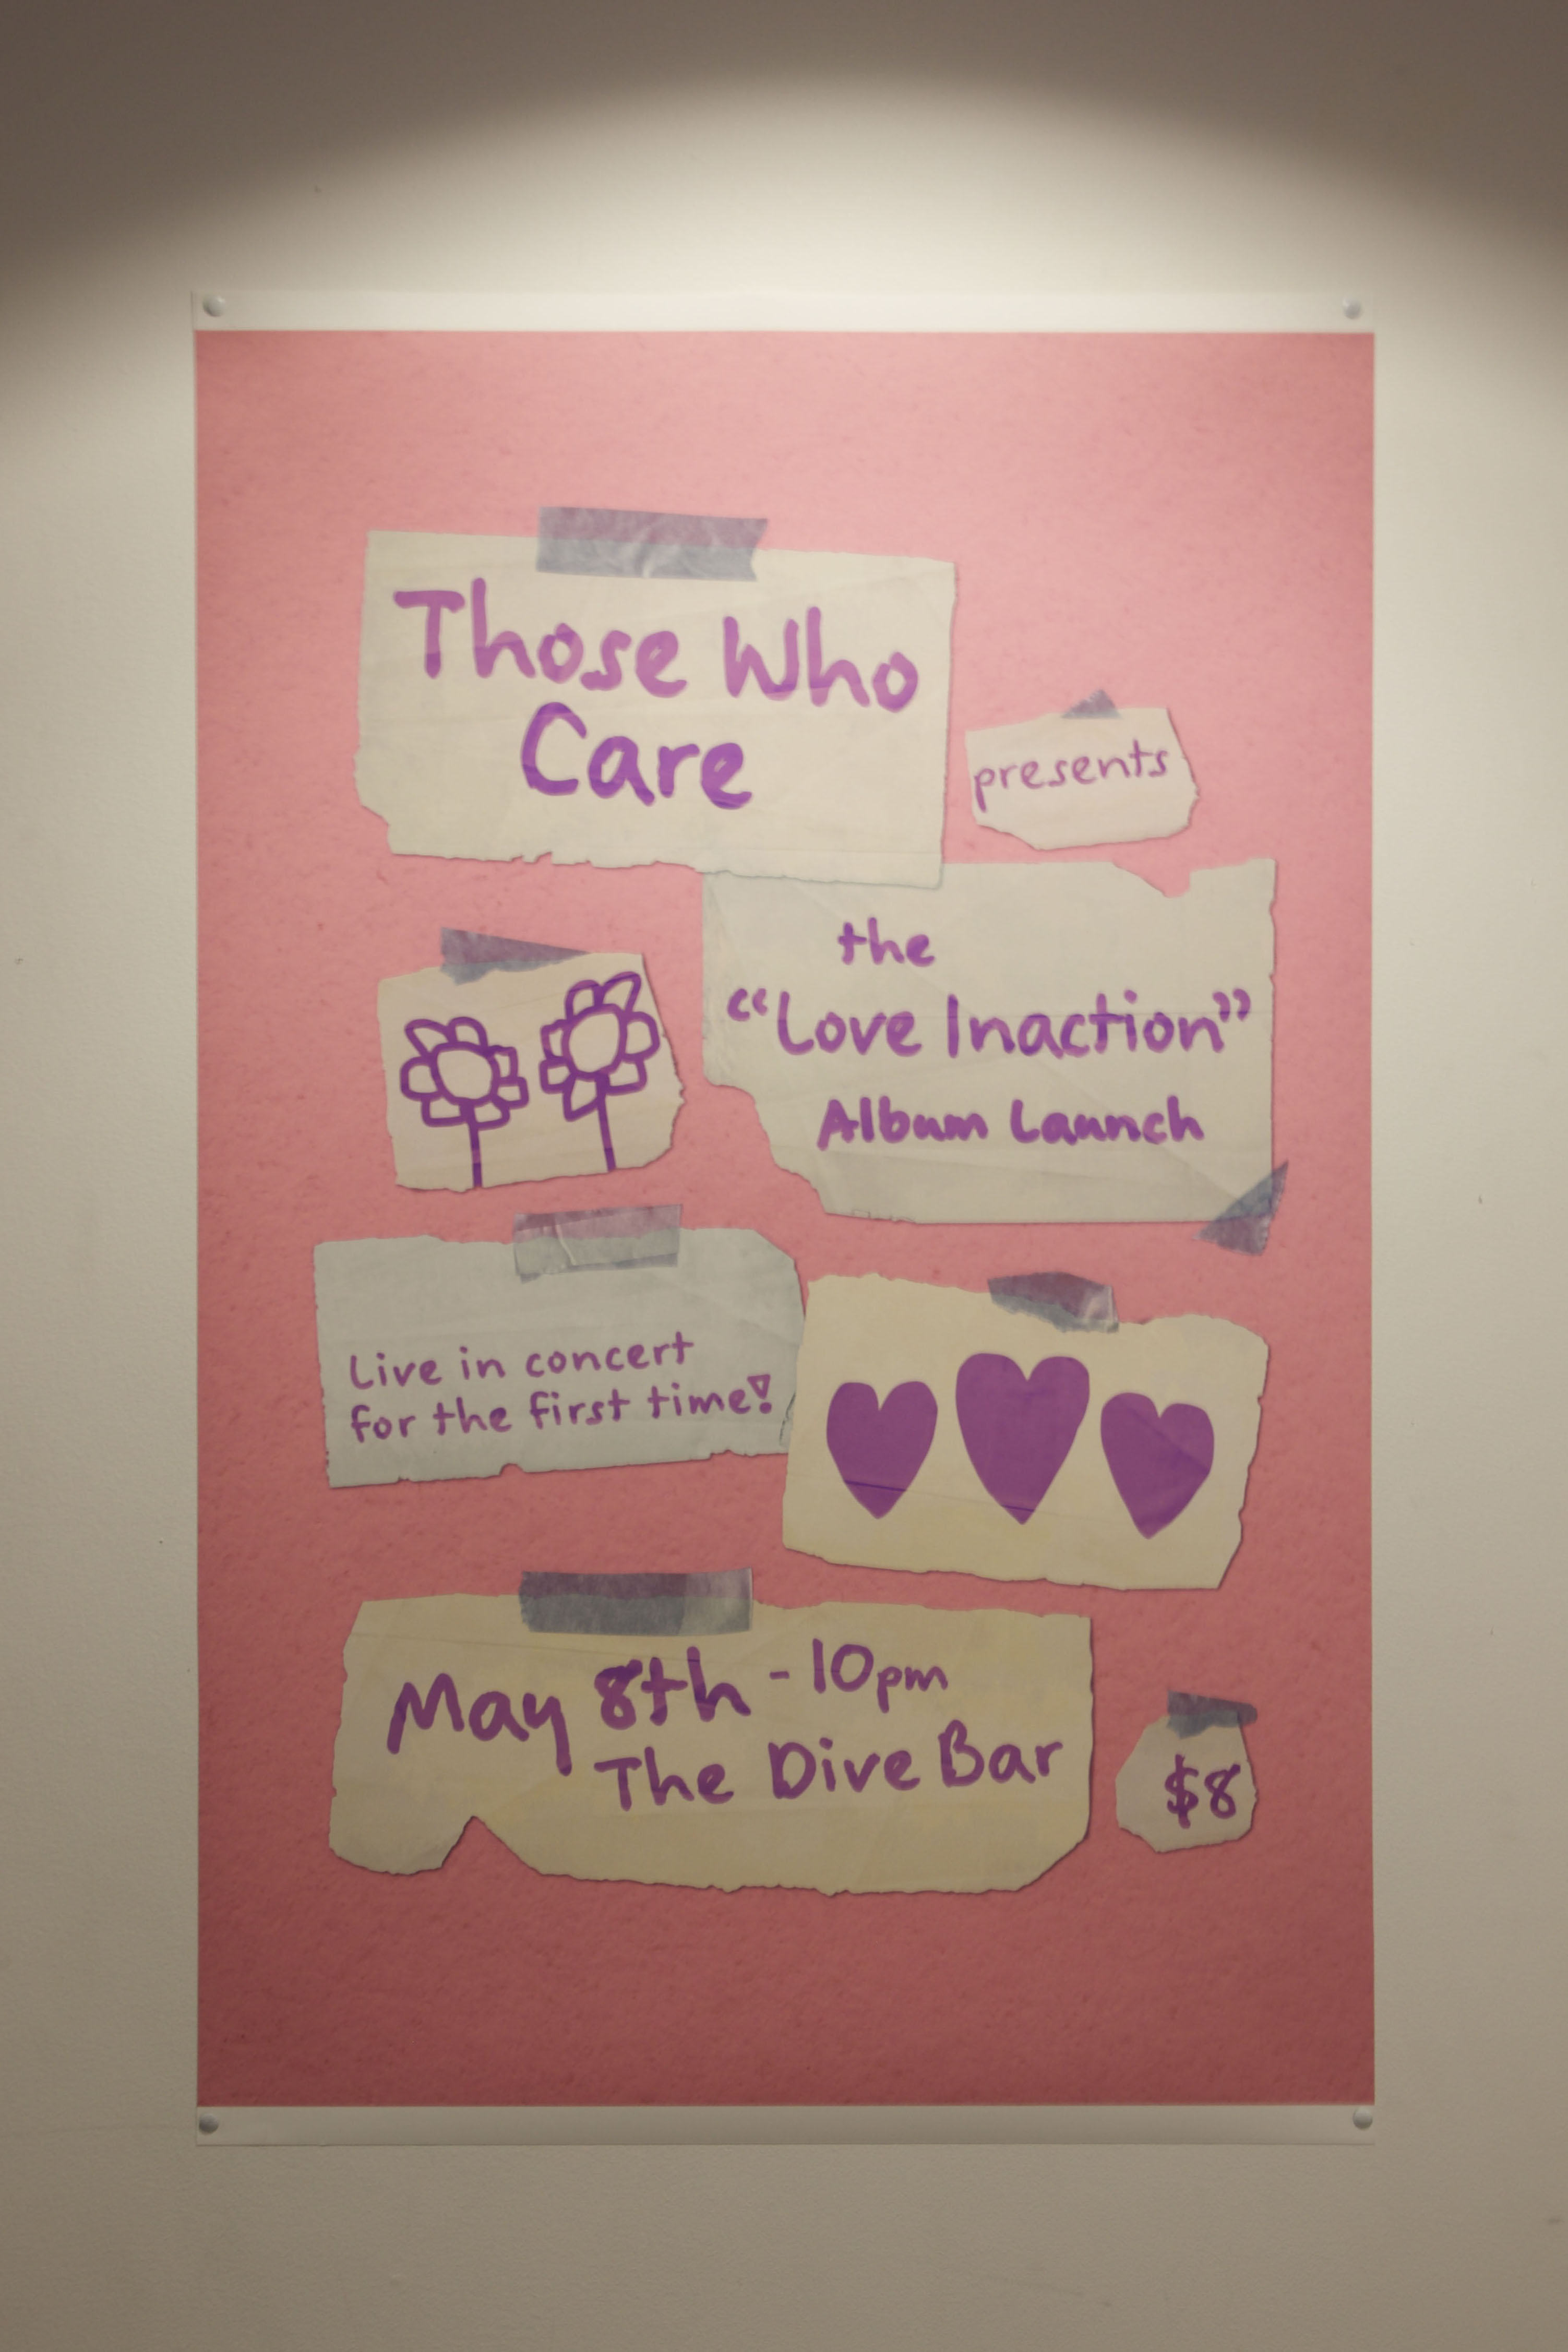 Those Who
Care
presents
the
“Love Inaction”
Album Launch
Live in concert
for the first time!
May 8th - 10pm
The Dive Bar
$8